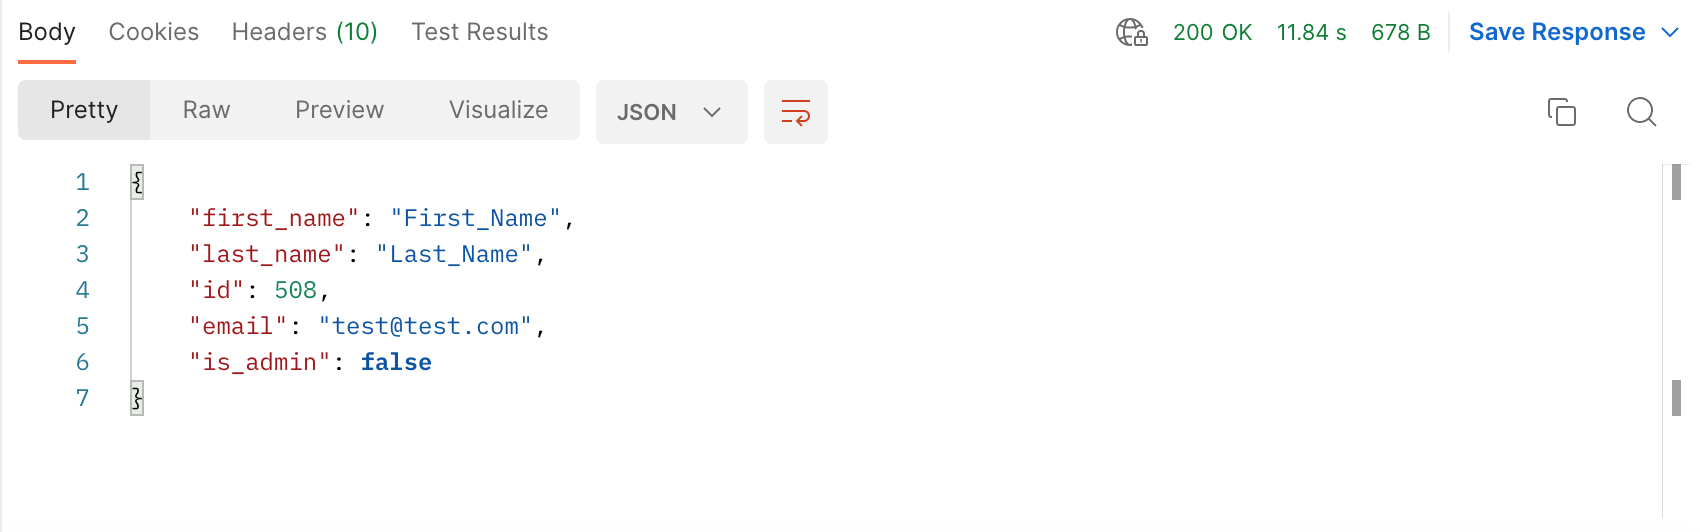 Body Cookies Headers (10) Test Results 200 OK 11.84 s 678 B Save Response
Pretty Raw Preview Visualize JSON
1 {
2 "first_name": "First_Name",
3 "last_name": "Last_Name",
4 "id": 508,
5 "email": "test@test.com",
6 "is_admin": false
7 }